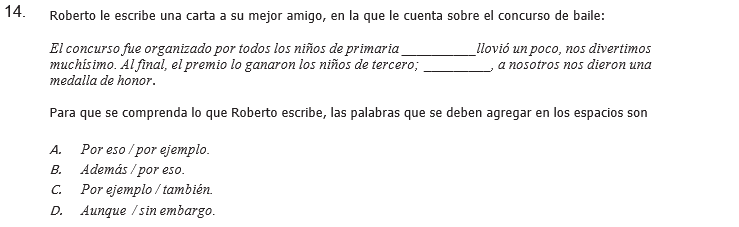 14. Roberto le escribe una carta a su mejor amigo, en la que le cuenta sobre el concurso de baile:
El concurso fue organizado por todos los niños de primaria __________llovió un poco, nos divertimos
muchísimo. Al final, el premio lo ganaron los niños de tercero; _________, a nosotros nos dieron una
medalla de honor.
Para que se comprenda lo que Roberto escribe, las palabras que se deben agregar en los espacios son
A. Por eso / por ejemplo.
B. Además / por eso.
C. Por ejemplo / también.
D. Aunque / sin embargo.